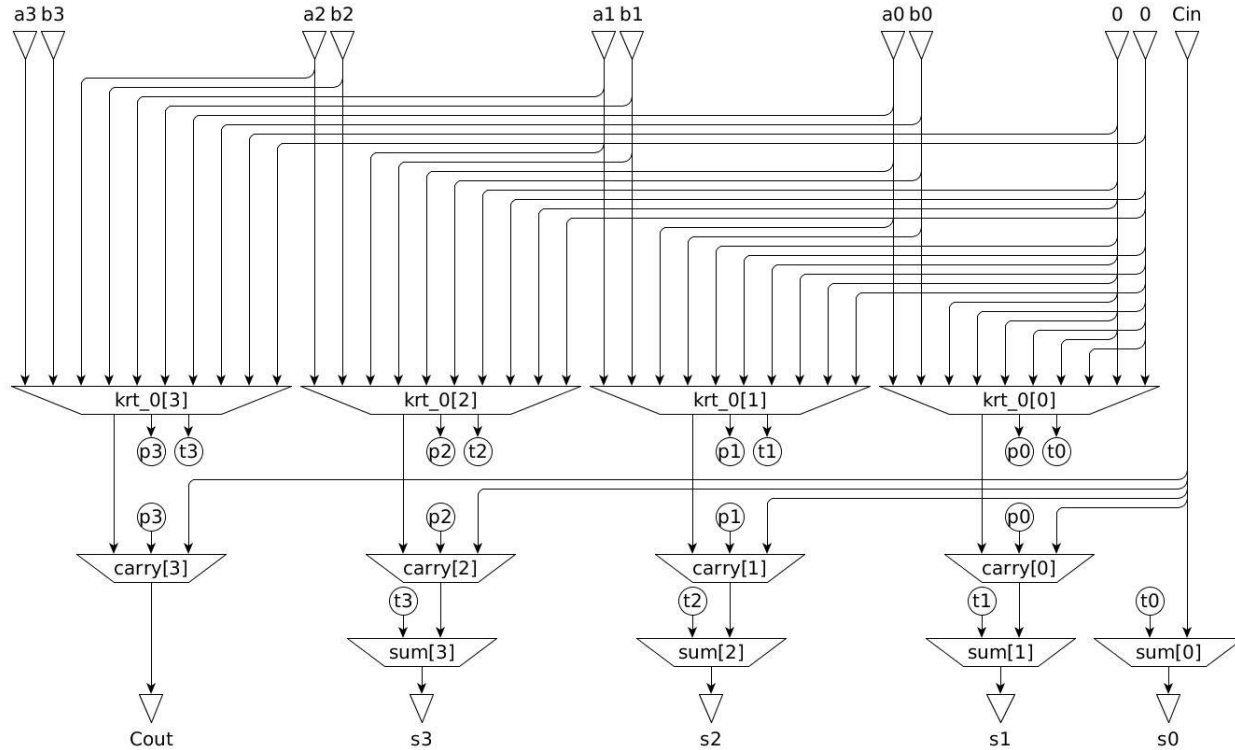 a3 b3 a2 b2 a1 b1 a0 b0 0 0 Cin
krt_0[3] krt_0[2] krt_0[1] krt_0[0]
p3 t3 p2 t2 p1 t1 p0 t0
p3 p2 p1 p0
carry[3] carry[2] carry[1] carry[0]
t3 t2 t1 t0
sum[3] sum[2] sum[1] sum[0]
Cout s3 s2 s1 s0